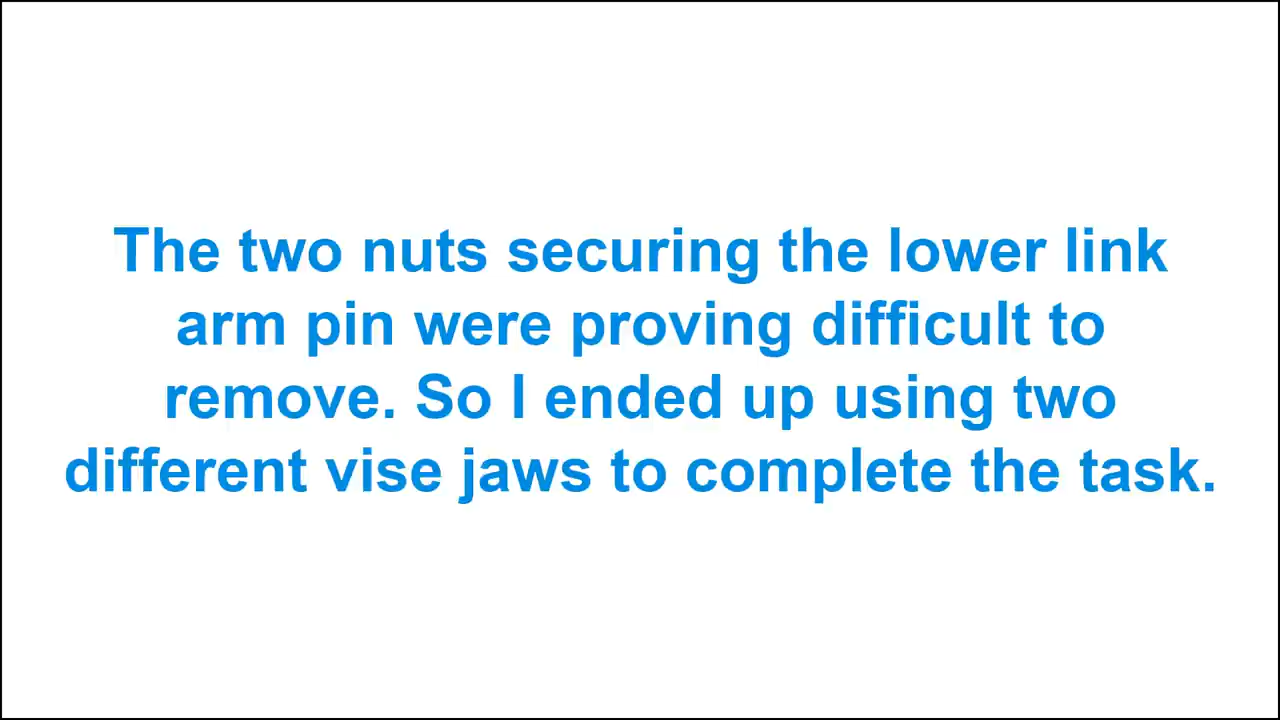 The two nuts securing the lower link
arm pin were proving difficult to
remove. So I ended up using two
different vise jaws to complete the task.